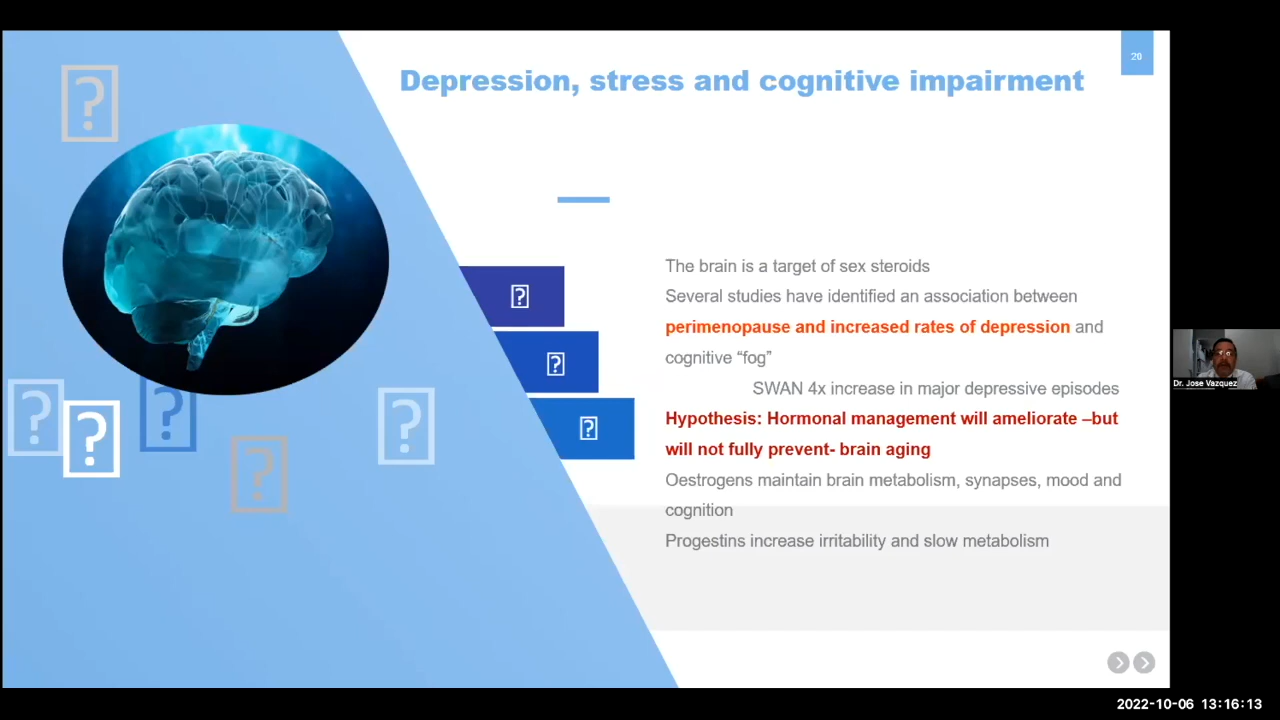 20
Depression, stress and cognitive impairment
The brain is a target of sex steroids
Several studies have identified an association between
perimenopause and increased rates of depression and
cognitive “fog”
SWAN 4x increase in major depressive episodes
Hypothesis: Hormonal management will ameliorate –but
will not fully prevent- brain aging
Oestrogens maintain brain metabolism, synapses, mood and
cognition
Progestins increase irritability and slow metabolism
Dr. Jose Vazquez
2022-10-06 13:16:13